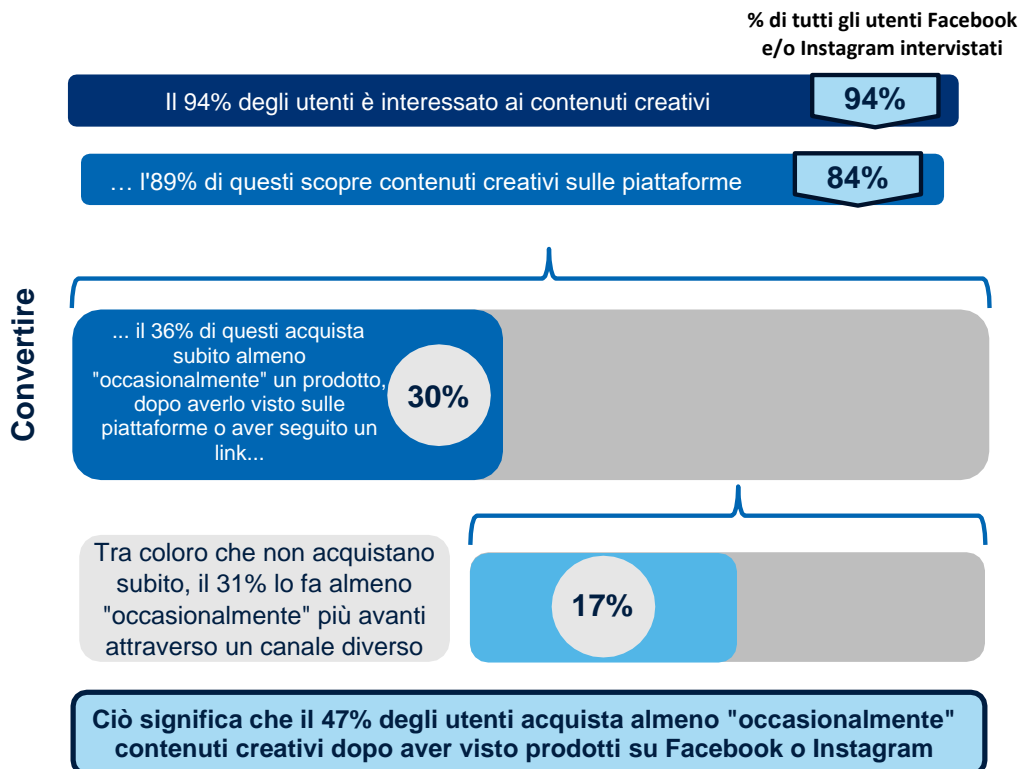 % di tutti gli utenti Facebook
e/o Instagram intervistati
Il 94% degli utenti è interessato ai contenuti creativi
94%
… l'89% di questi scopre contenuti creativi sulle piattaforme
84%
Convertire
... il 36% di questi acquista
subito almeno
"occasionalmente" un prodotto,
dopo averlo visto sulle
piattaforme o aver seguito un
link...
30%
Tra coloro che non acquistano
subito, il 31% lo fa almeno
"occasionalmente" più avanti
attraverso un canale diverso
17%
Ciò significa che il 47% degli utenti acquista almeno "occasionalmente"
contenuti creativi dopo aver visto prodotti su Facebook o Instagram